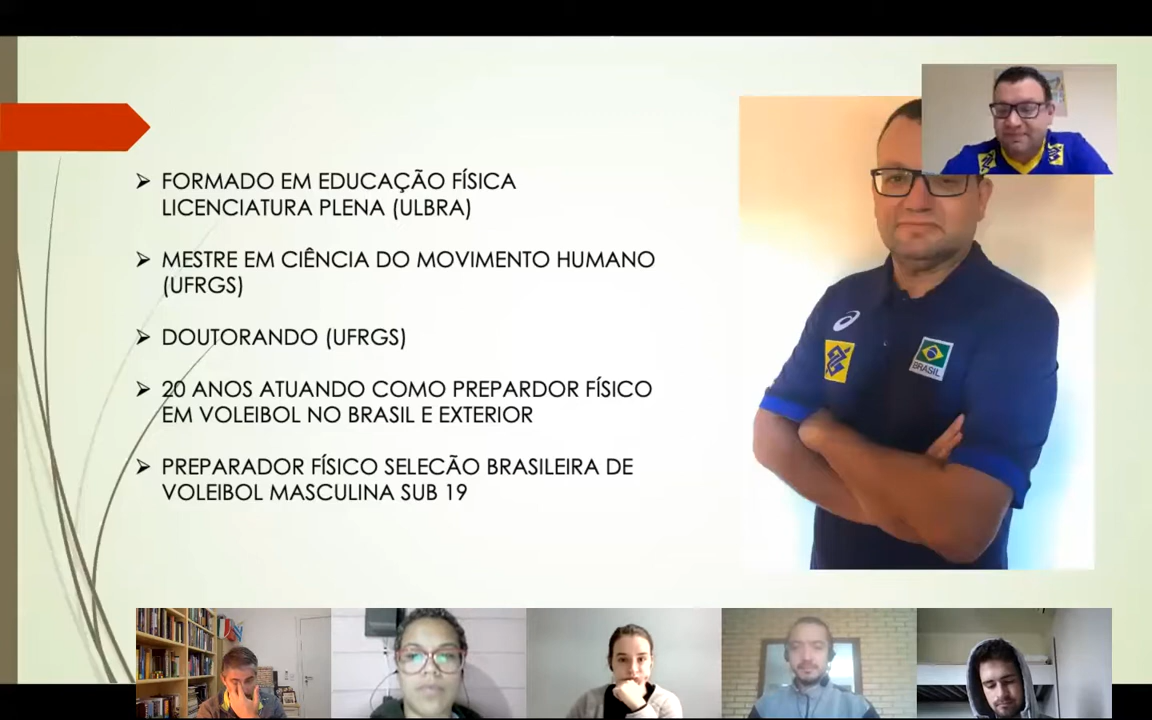 FORMADO EM EDUCAÇÃO FÍSICA
LICENCIATURA PLENA (ULBRA)
MESTRE EM CIÊNCIA DO MOVIMENTO HUMANO
(UFRGS)
DOUTORANDO (UFRGS)
20 ANOS ATUANDO COMO PREPARDOR FÍSICO
EM VOLEIBOL NO BRASIL E EXTERIOR
PREPARADOR FÍSICO SELECÃO BRASILEIRA DE
VOLEIBOL MASCULINA SUB 19
BRASIL